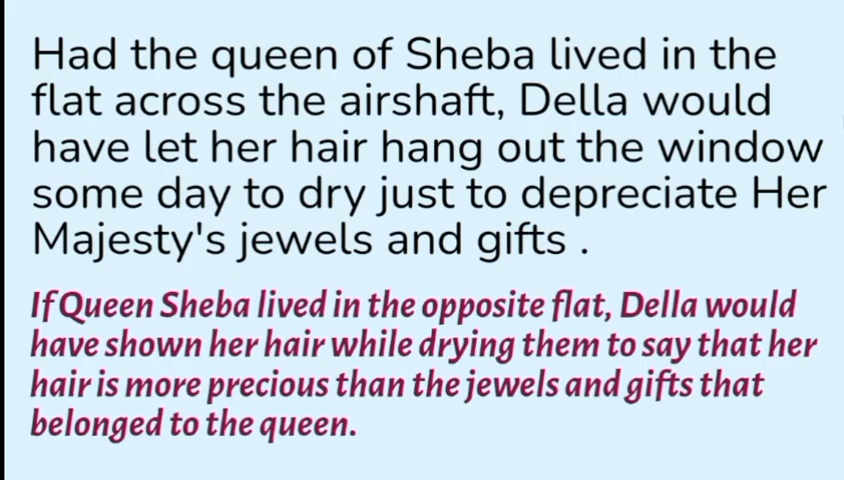 Had the queen of Sheba lived in the
flat across the airshaft, Della would
have let her hair hang out the window
some day to dry just to depreciate Her
Majesty's jewels and gifts .
If Queen Sheba lived in the opposite flat, Della would
have shown her hair while drying them to say that her
hair is more precious than the jewels and gifts that
belonged to the queen.